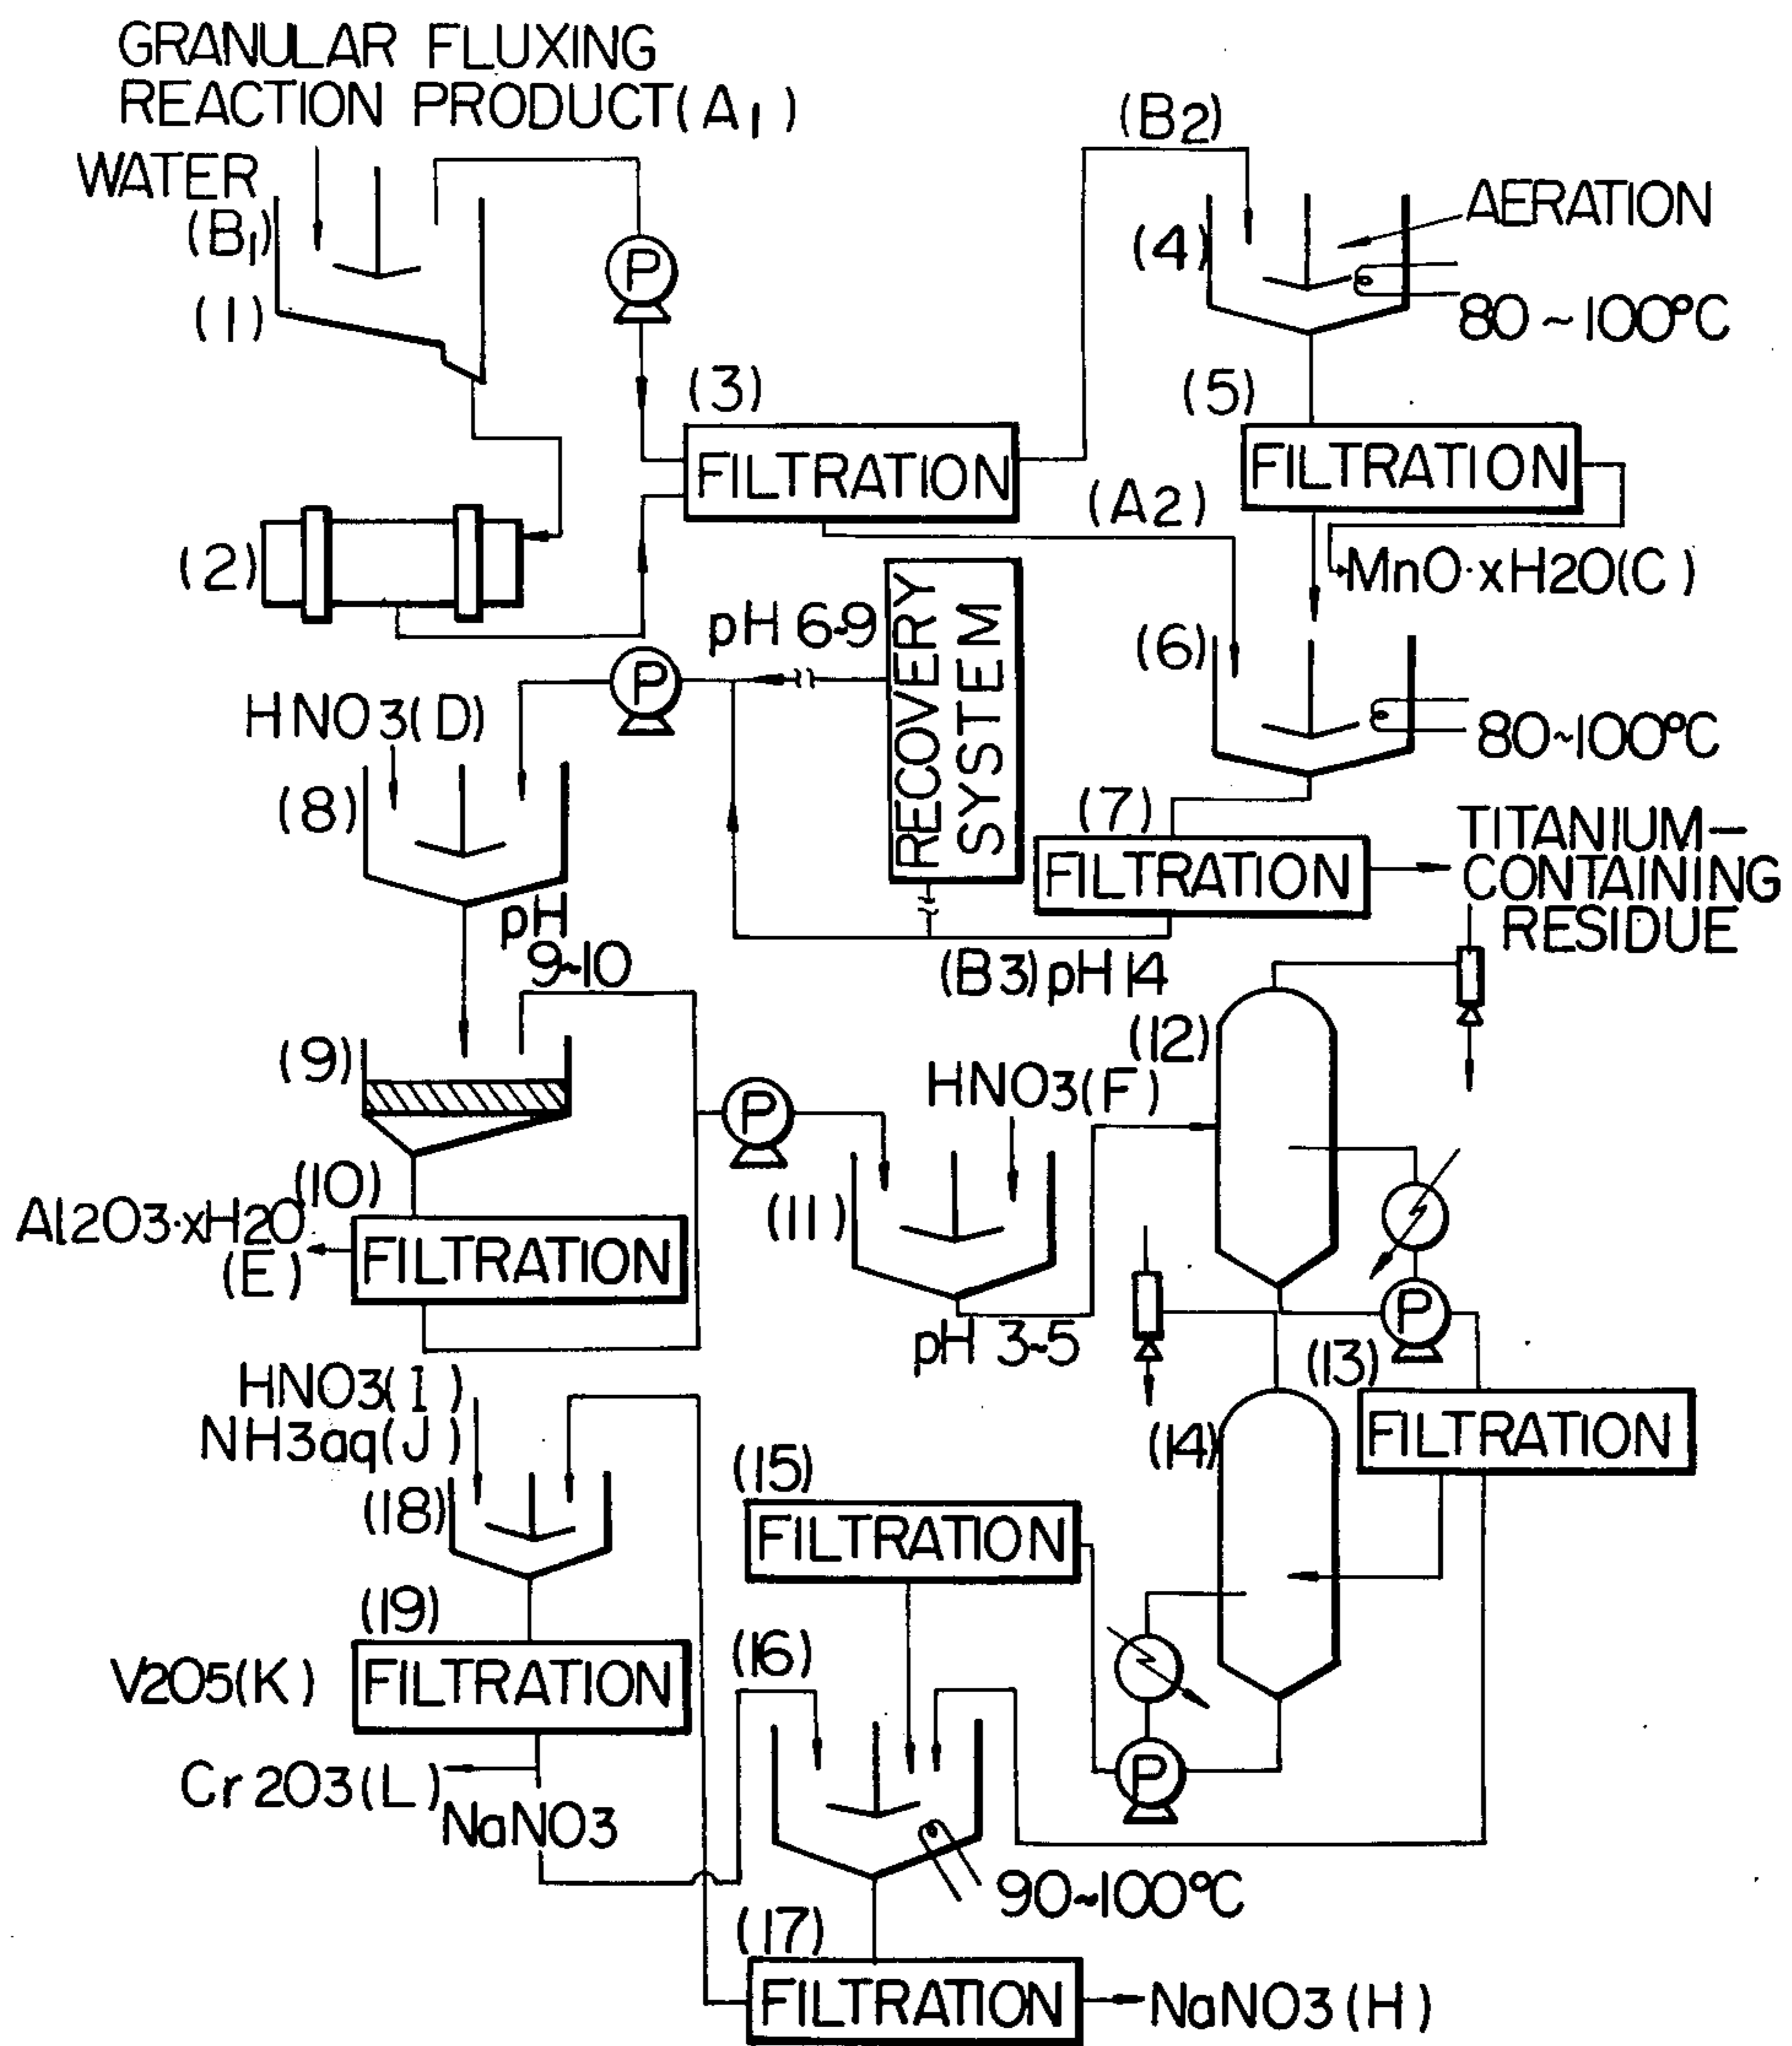 GRANULAR FLUXING
REACTION PRODUCT(A1)
WATER
(B1)
(1)
P
(B2)
AERATION
(4)
80~100°C
(3)
FILTRATION
(5)
FILTRATION
(A2)
MnO·xH2O(C)
(2)
pH 6~9
RECOVERY
SYSTEM
(6)
80~100°C
P
HNO3(D)
(8)
(7)
FILTRATION
TITANIUM-
CONTAINING
RESIDUE
pH
9~10
(B3)pH14
(9)
(12)
P
HNO3(F)
(10)
Al2O3·xH2O
(E)
FILTRATION
(11)
pH 3~5
P
(13)
FILTRATION
HNO3(I)
NH3aq(J)
(18)
(14)
(15)
FILTRATION
(19)
V2O5(K)
FILTRATION
(16)
P
Cr2O3(L)
NaNO3
90~100°C
(17)
FILTRATION
NaNO3(H)